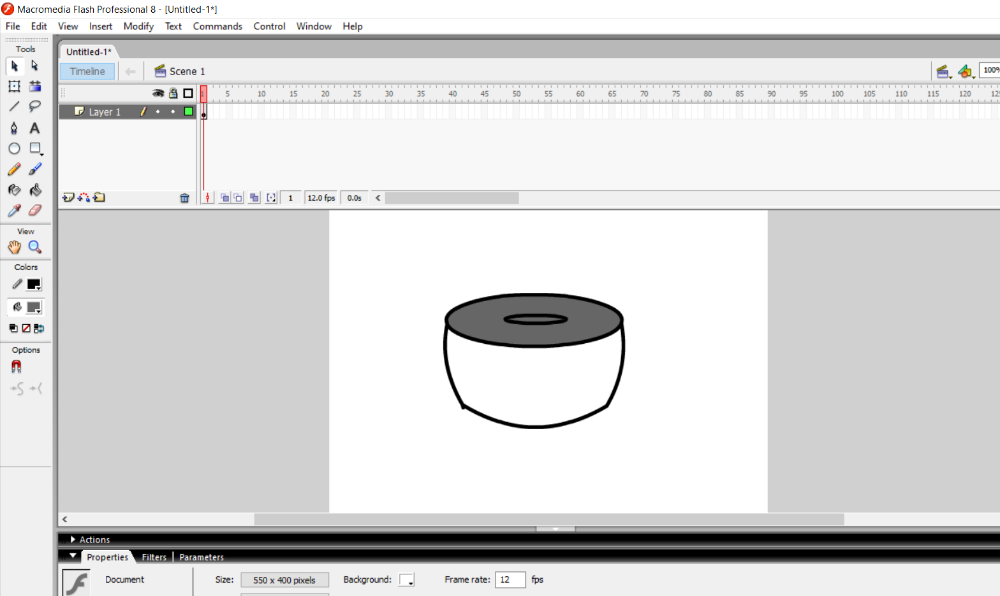 Macromedia Flash Professional 8 - [Untitled-1*]
File Edit View Insert Modify Text Commands Control Window Help
Tools
Untitled-1*
Timeline Scene 1 100%
1 5 10 15 20 25 30 35 40 45 50 55 60 65 70 75 80 85 90 95 100 105 110 115 120 125
Layer 1
1 12.0 fps 0.0s
View
Colors
Options
Actions
Properties Filters Parameters
Document Size: 550 x 400 pixels Background: Frame rate: 12 fps